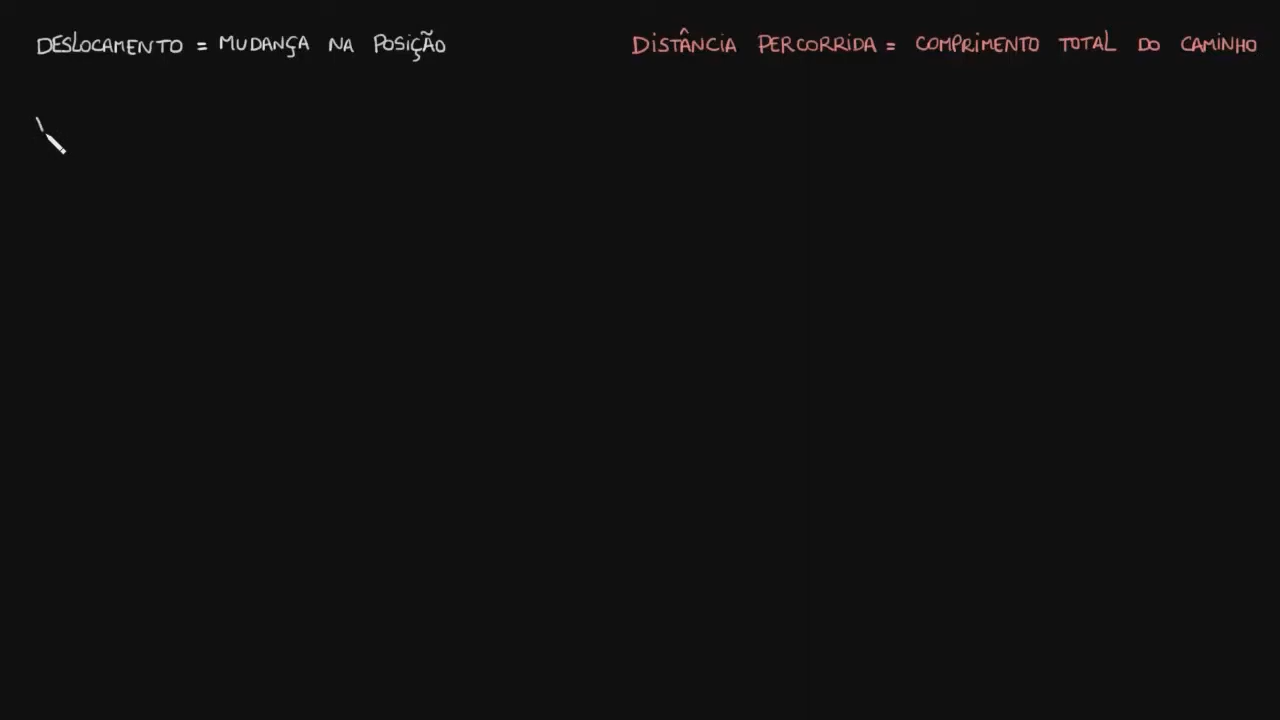 DESLOCAMENTO = MUDANÇA NA POSIÇÃO
DISTÂNCIA PERCORRIDA = COMPRIMENTO TOTAL DO CAMINHO